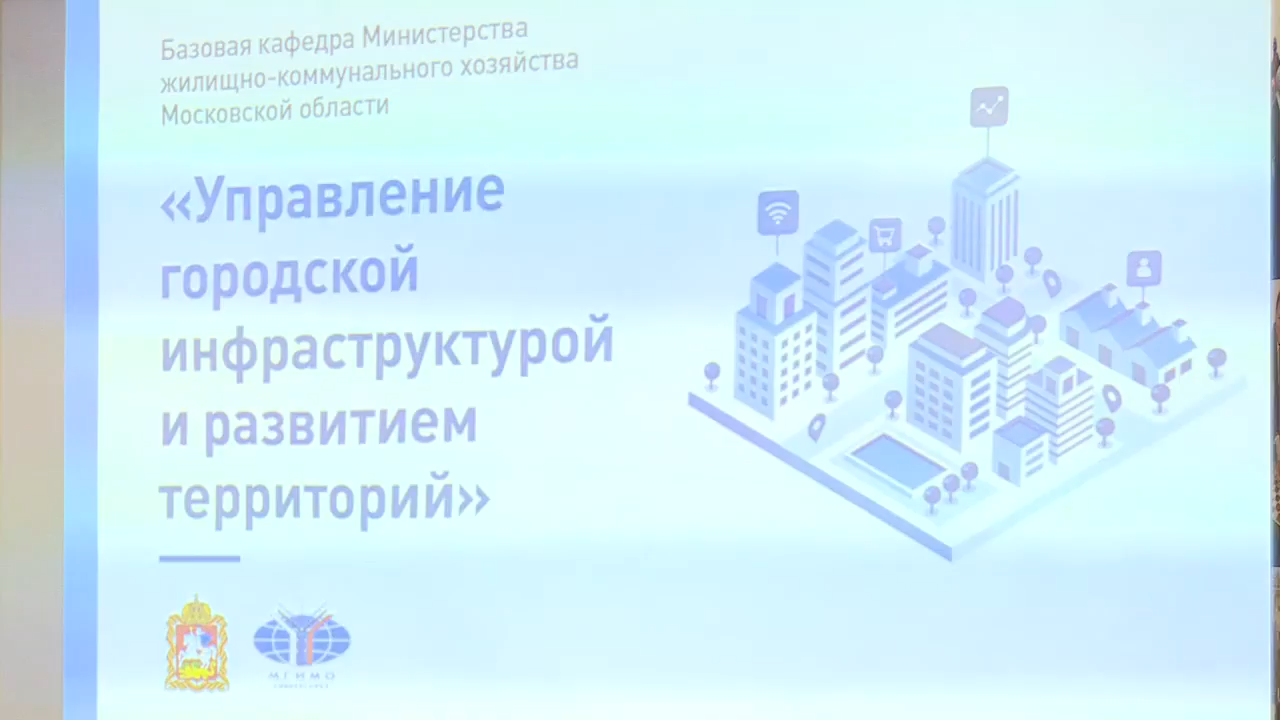 Базовая кафедра Министерства
жилищно-коммунального хозяйства
Московской области
«Управление
городской
инфраструктурой
и развитием
территорий»
МГИМО